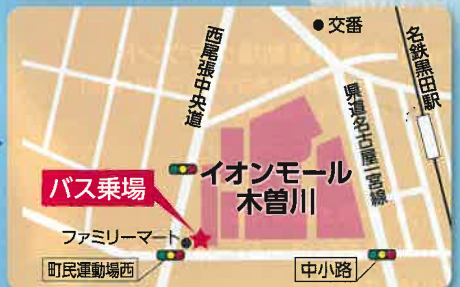 交番
名鉄黒田駅
西尾張中央道
県道名古屋一宮線
イオンモール
木曽川
バス乗場
ファミリーマート
町民運動場西
中小路